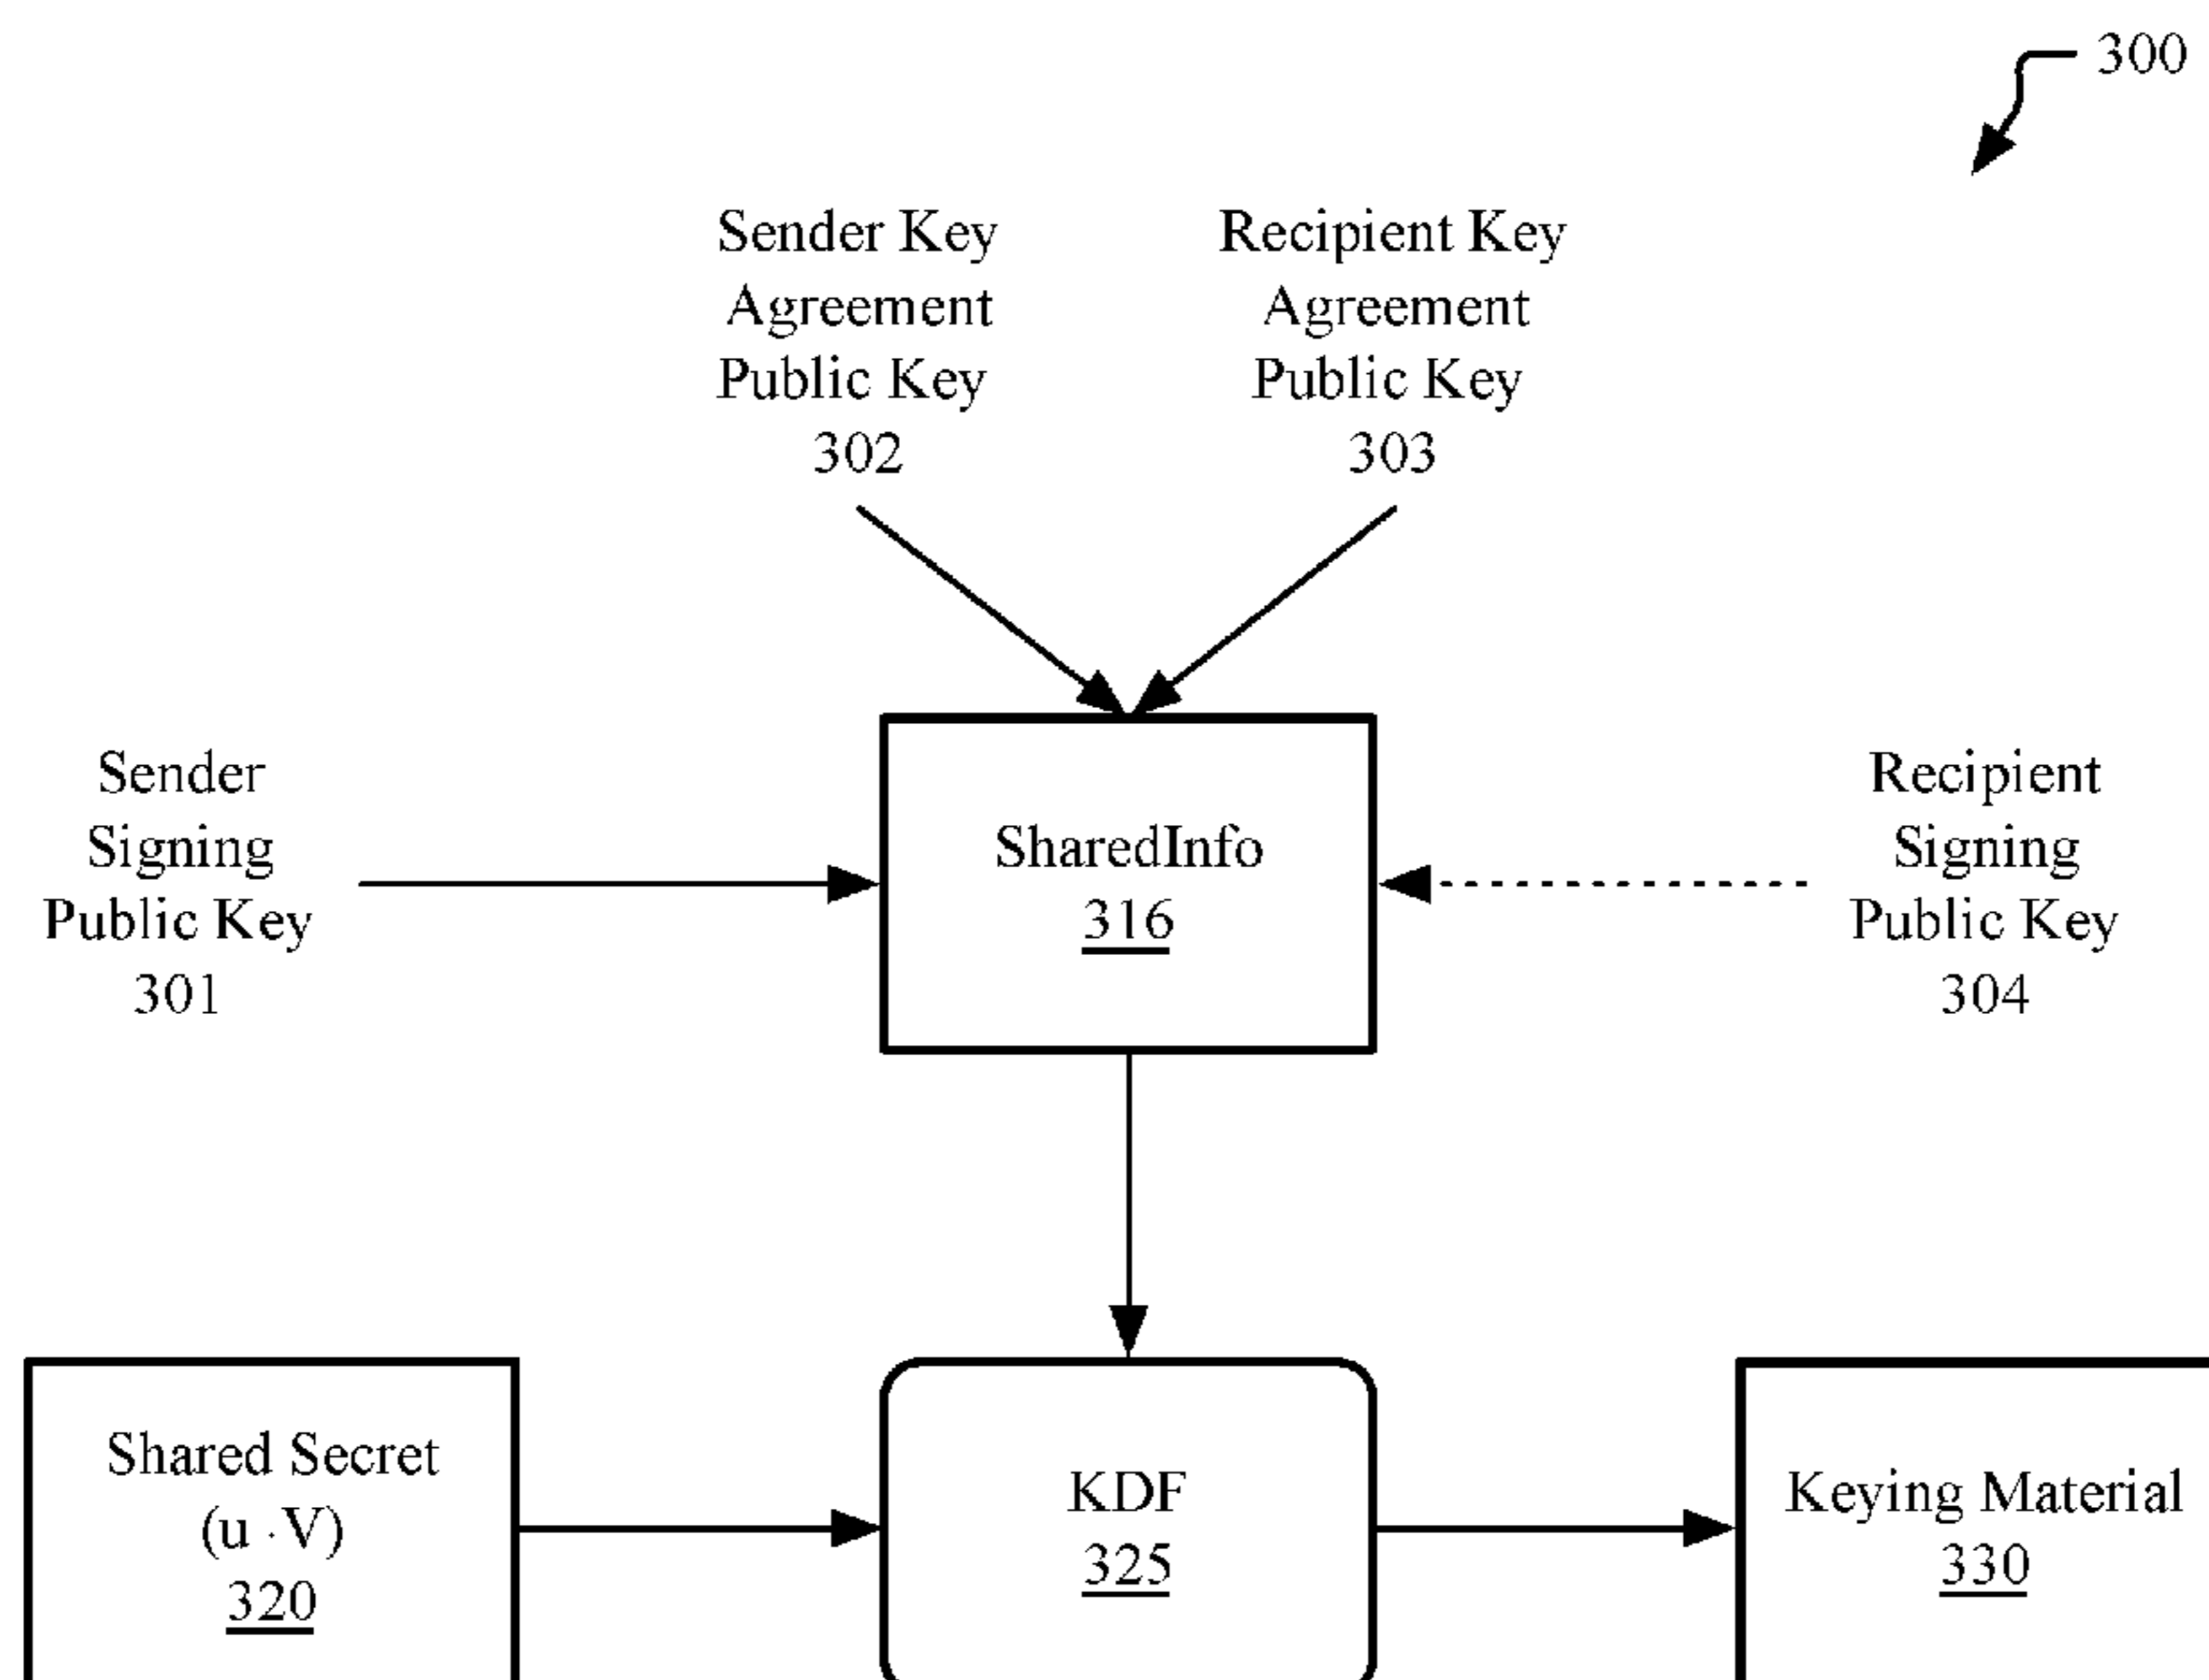 300
Sender Key
Agreement
Public Key
302
Recipient Key
Agreement
Public Key
303
Sender
Signing
Public Key
301
SharedInfo
316
Recipient
Signing
Public Key
304
Shared Secret
(u · V)
320
KDF
325
Keying Material
330